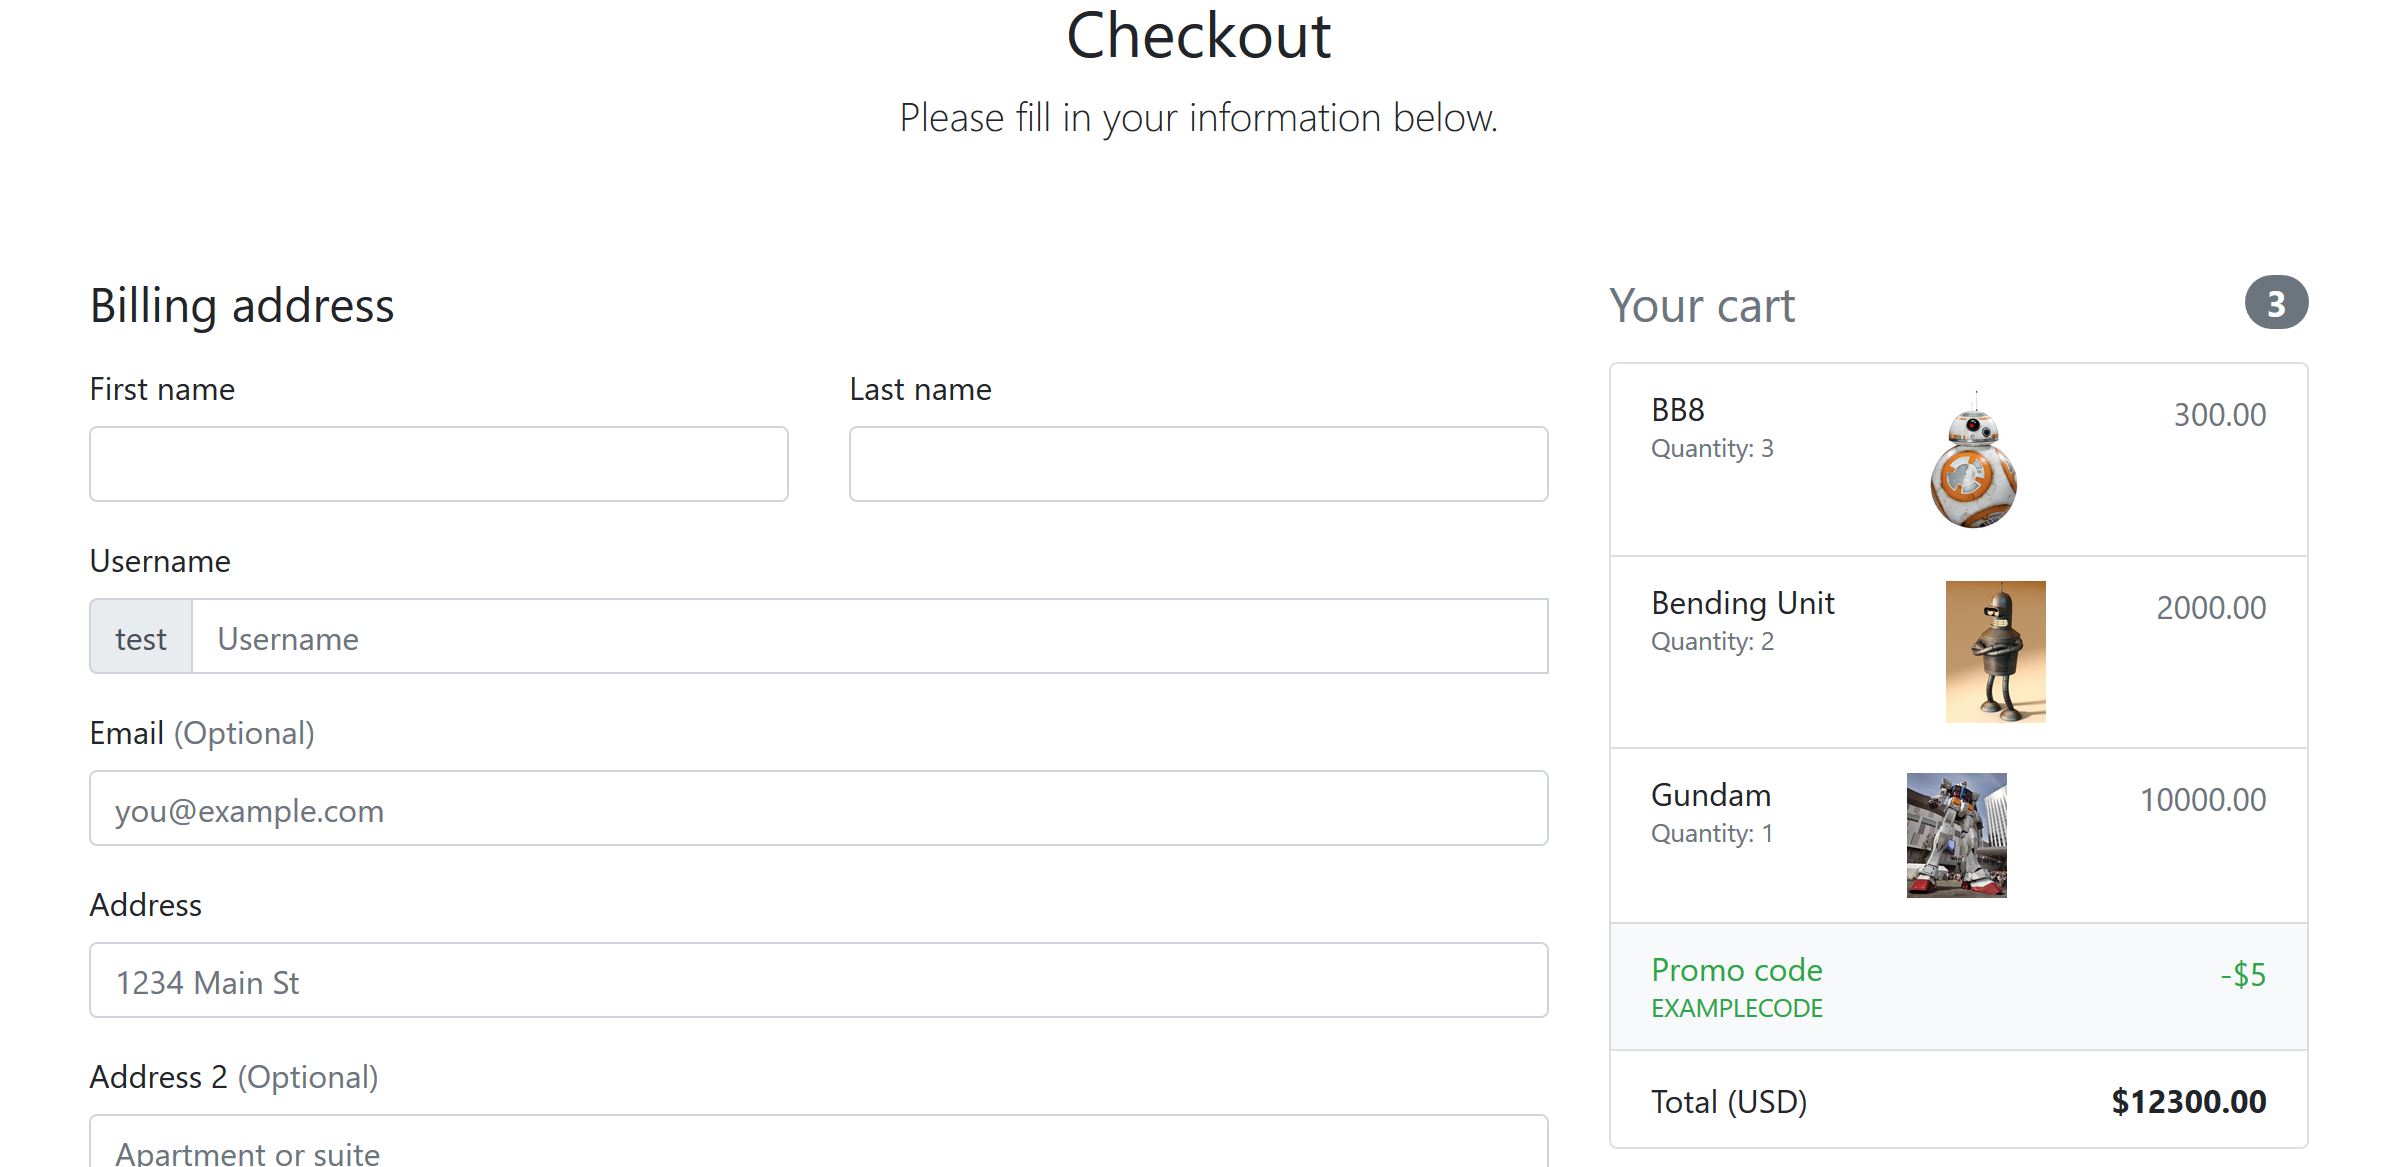 Checkout
Please fill in your information below.
Billing address
First name
Last name
Username
test
Username
Email (Optional)
you@example.com
Address
1234 Main St
Address 2 (Optional)
Apartment or suite
Your cart
3
BB8
300.00
Quantity: 3
Bending Unit
2000.00
Quantity: 2
Gundam
10000.00
Quantity: 1
Promo code
-$5
EXAMPLECODE
Total (USD)
$12300.00